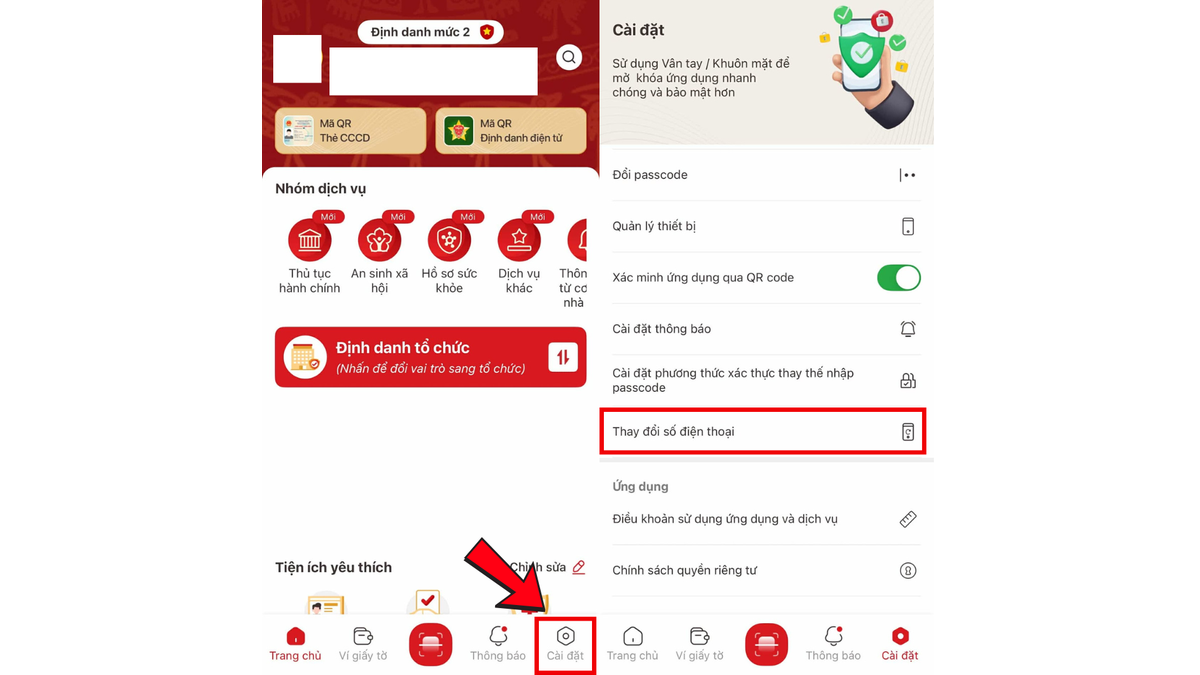 Định danh mức 2
Mã QR
Thẻ CCCD
Mã QR
Định danh điện tử
Nhóm dịch vụ
Mới
Mới
Mới
Mới
Thủ tục
hành chính
An sinh xã
hội
Hồ sơ sức
khỏe
Dịch vụ
khác
Thôn
từ cơ
nhà
Định danh tổ chức
(Nhấn để đổi vai trò sang tổ chức)
Tiện ích yêu thích
Chỉnh sửa
Trang chủ
Ví giấy tờ
Thông báo
Cài đặt
Cài đặt
Sử dụng Vân tay / Khuôn mặt để
mở khóa ứng dụng nhanh
chóng và bảo mật hơn
Đổi passcode
Quản lý thiết bị
Xác minh ứng dụng qua QR code
Cài đặt thông báo
Cài đặt phương thức xác thực thay thế nhập
passcode
Thay đổi số điện thoại
Ứng dụng
Điều khoản sử dụng ứng dụng và dịch vụ
Chính sách quyền riêng tư
Trang chủ
Ví giấy tờ
Thông báo
Cài đặt